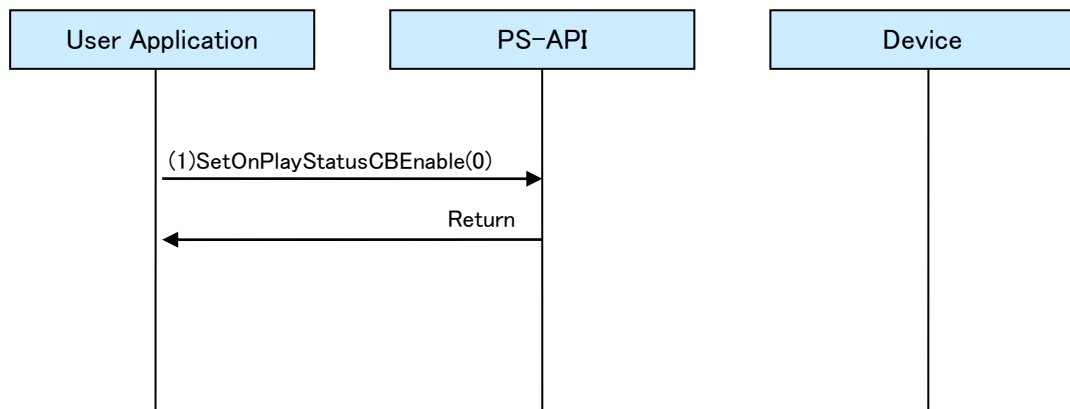 User Application
PS-API
Device
(1)SetOnPlayStatusCBEnable(0)
Return